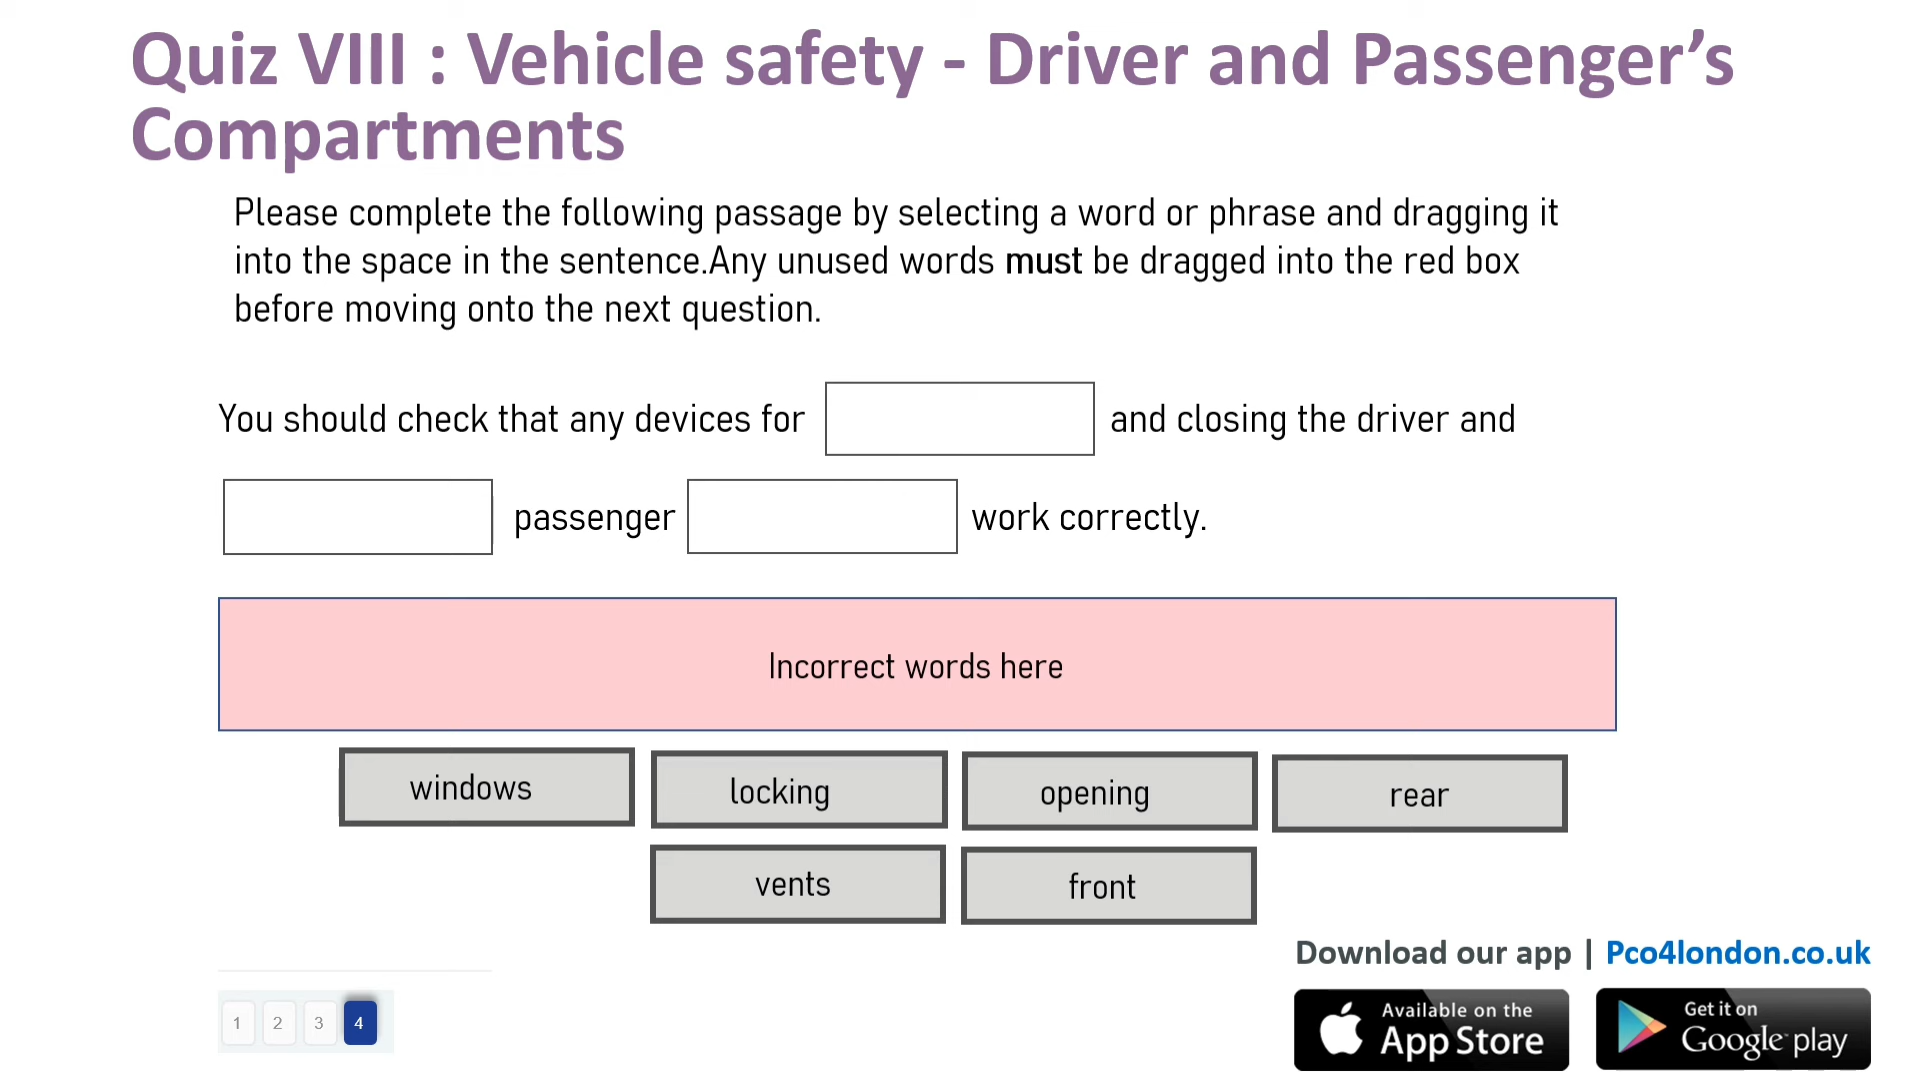 Quiz VIII : Vehicle safety - Driver and Passenger’s
Compartments
Please complete the following passage by selecting a word or phrase and dragging it
into the space in the sentence.Any unused words must be dragged into the red box
before moving onto the next question.
You should check that any devices for and closing the driver and
passenger work correctly.
Incorrect words here
windows locking opening rear
vents front
Download our app | Pco4london.co.uk
1 2 3 4
Available on the
App Store
Get it on
Google play